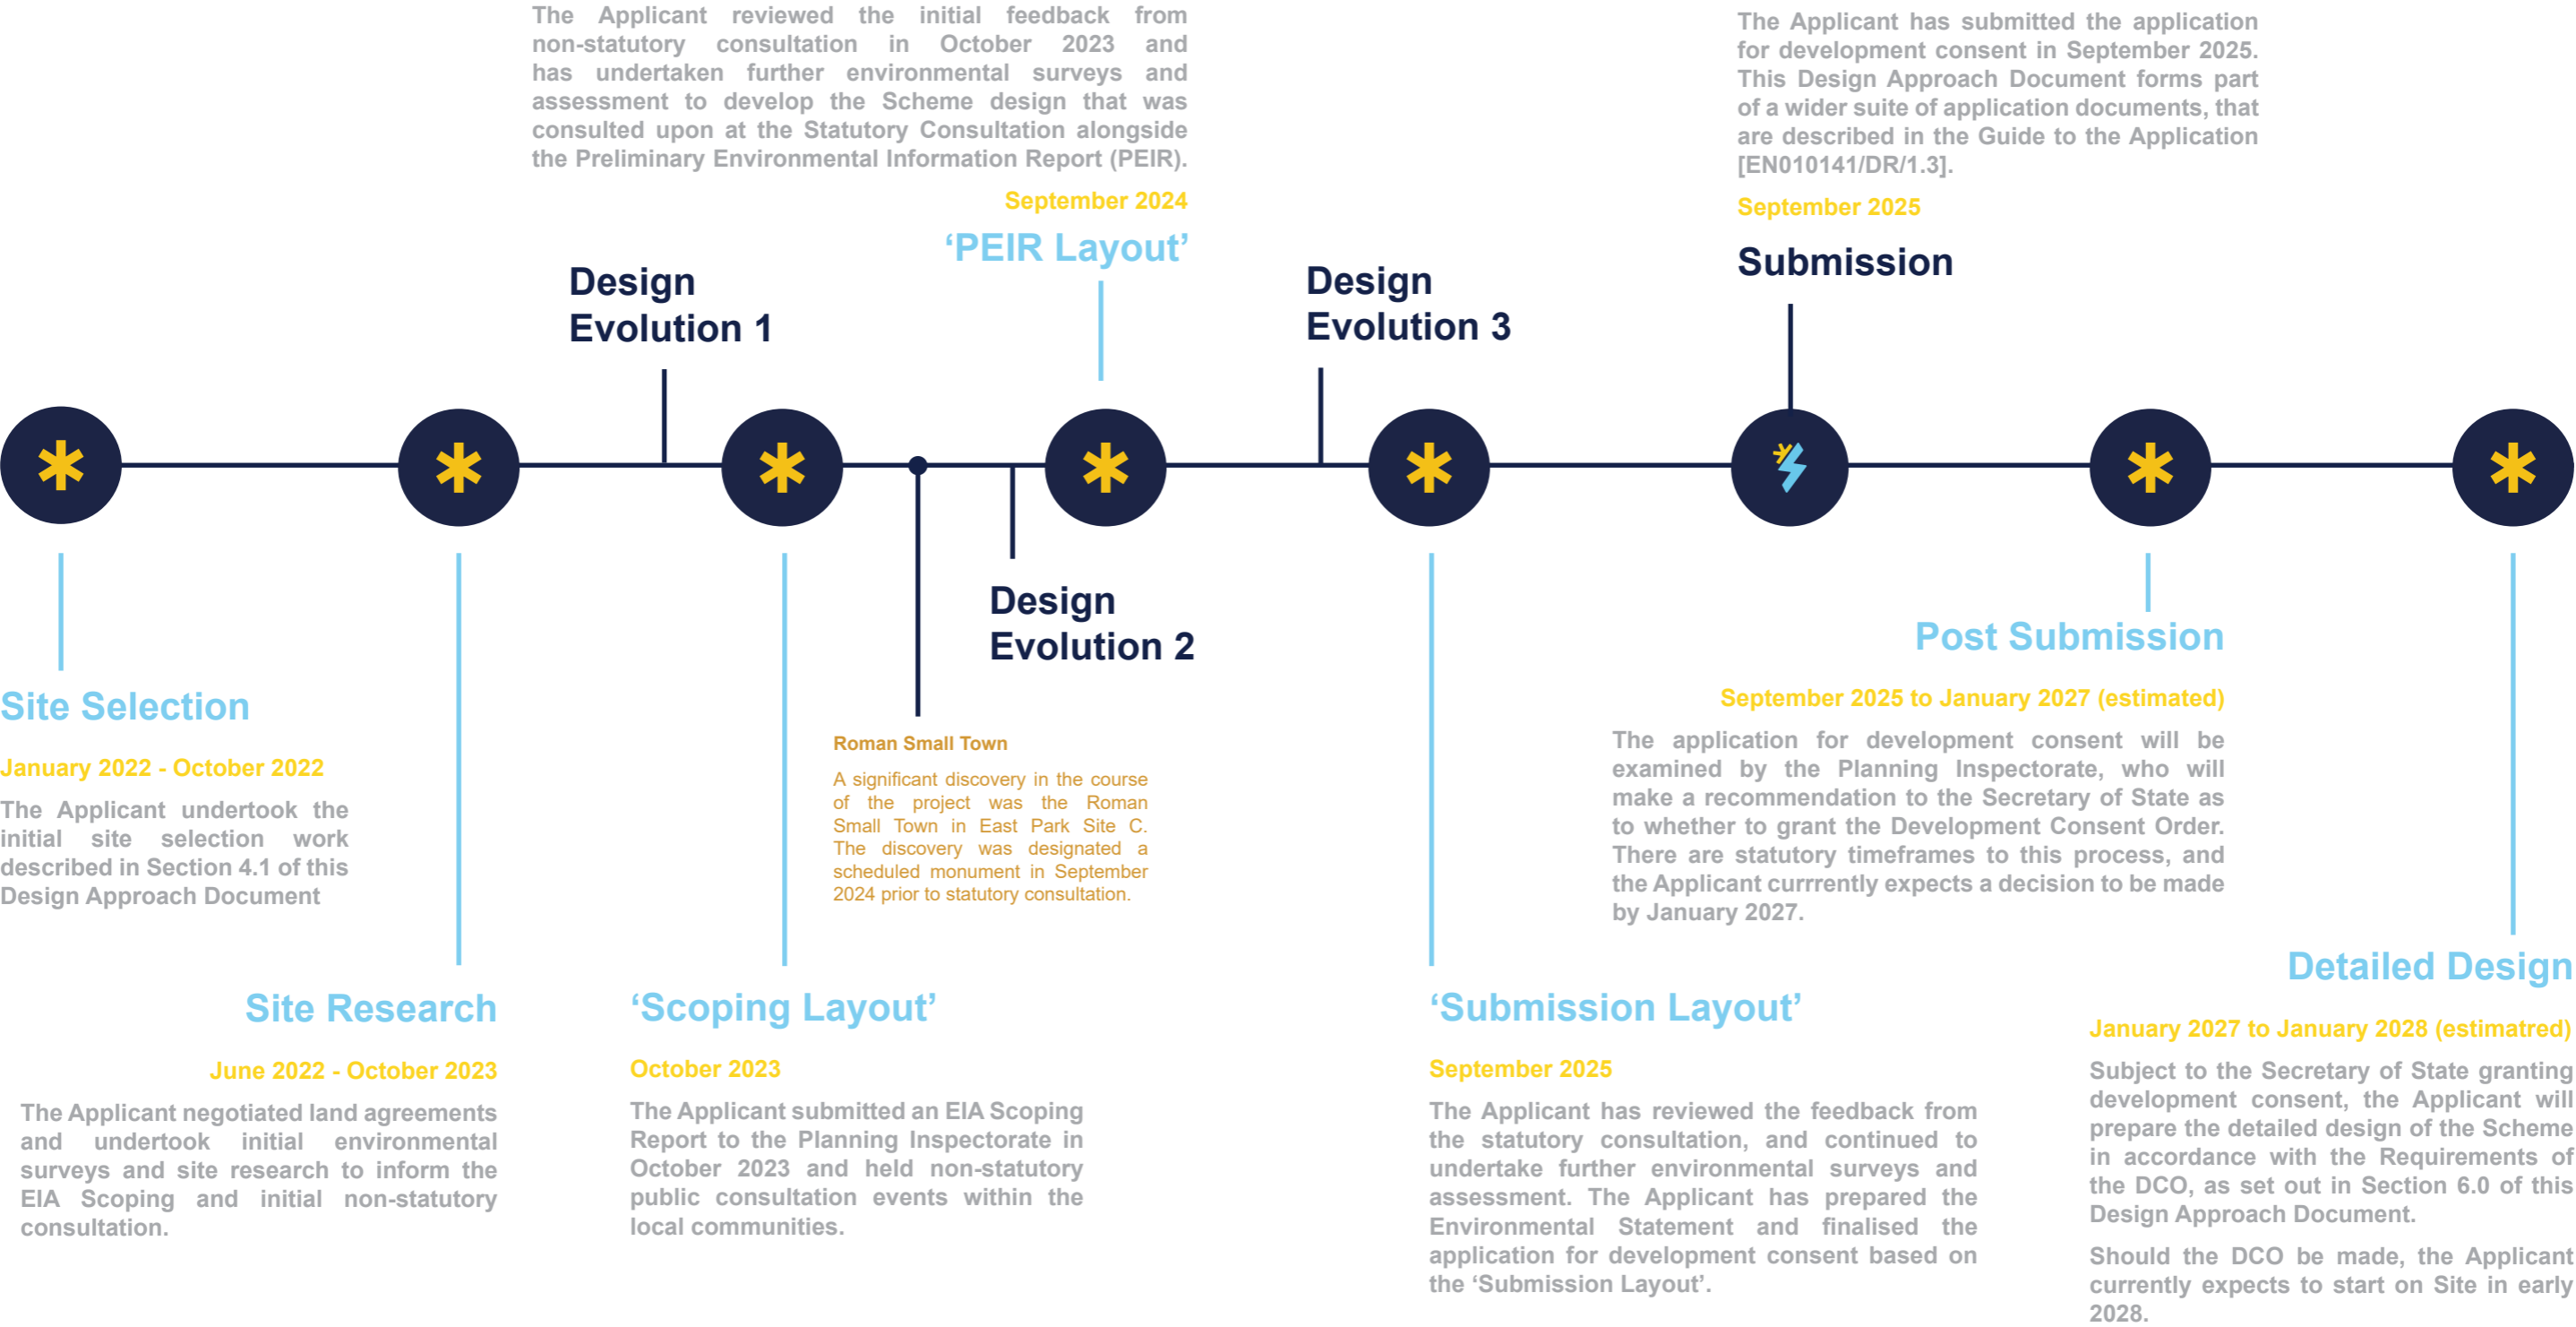 The Applicant reviewed the initial feedback from
non-statutory consultation in October 2023 and
has undertaken further environmental surveys and
assessment to develop the Scheme design that was
consulted upon at the Statutory Consultation alongside
the Preliminary Environmental Information Report (PEIR).
September 2024
‘PEIR Layout’
The Applicant has submitted the application
for development consent in September 2025.
This Design Approach Document forms part
of a wider suite of application documents, that
are described in the Guide to the Application
[EN010141/DR/1.3].
September 2025
Submission
Design
Evolution 1
Design
Evolution 3
Design
Evolution 2
Site Selection
January 2022 - October 2022
The Applicant undertook the
initial site selection work
described in Section 4.1 of this
Design Approach Document
Roman Small Town
A significant discovery in the course
of the project was the Roman
Small Town in East Park Site C.
The discovery was designated a
scheduled monument in September
2024 prior to statutory consultation.
Post Submission
September 2025 to January 2027 (estimated)
The application for development consent will be
examined by the Planning Inspectorate, who will
make a recommendation to the Secretary of State as
to whether to grant the Development Consent Order.
There are statutory timeframes to this process, and
the Applicant currrently expects a decision to be made
by January 2027.
Site Research
June 2022 - October 2023
The Applicant negotiated land agreements
and undertook initial environmental
surveys and site research to inform the
EIA Scoping and initial non-statutory
consultation.
‘Scoping Layout’
October 2023
The Applicant submitted an EIA Scoping
Report to the Planning Inspectorate in
October 2023 and held non-statutory
public consultation events within the
local communities.
‘Submission Layout’
September 2025
The Applicant has reviewed the feedback from
the statutory consultation, and continued to
undertake further environmental surveys and
assessment. The Applicant has prepared the
Environmental Statement and finalised the
application for development consent based on
the ‘Submission Layout’.
Detailed Design
January 2027 to January 2028 (estimatred)
Subject to the Secretary of State granting
development consent, the Applicant will
prepare the detailed design of the Scheme
in accordance with the Requirements of
the DCO, as set out in Section 6.0 of this
Design Approach Document.
Should the DCO be made, the Applicant
currently expects to start on Site in early
2028.